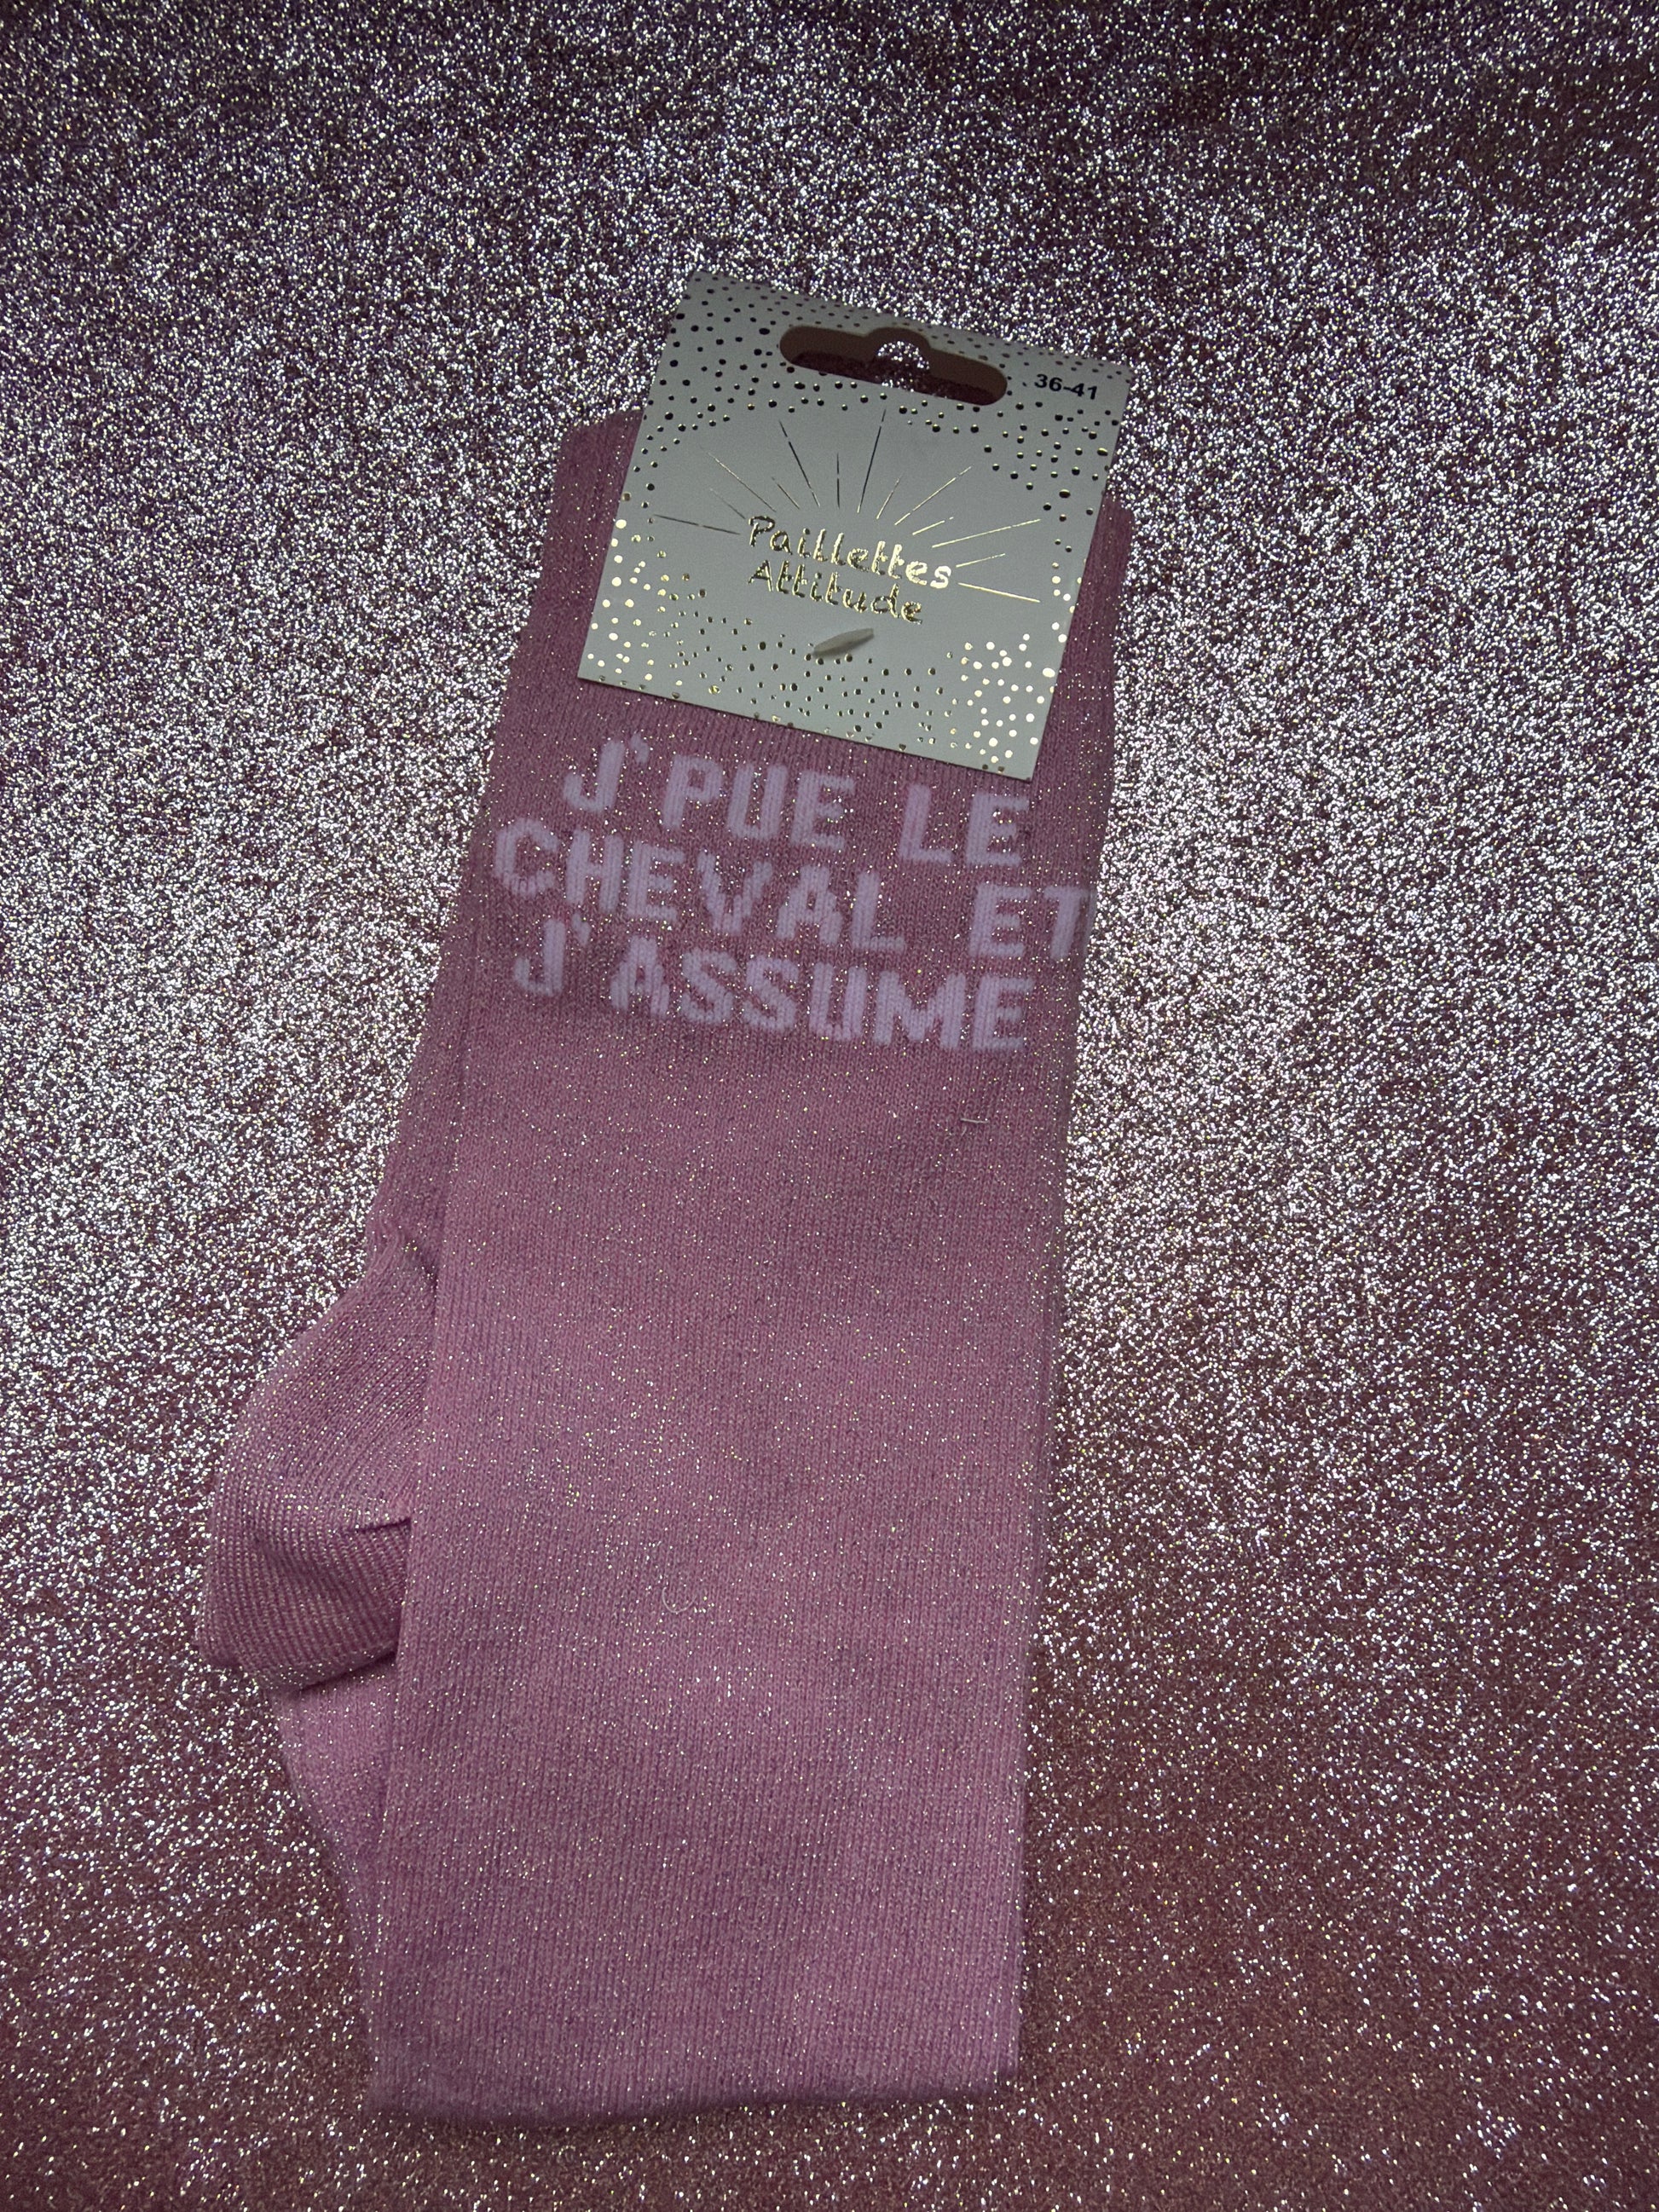 36-41
Paillettes
Attitude
J'PUE LE
CHEVAL ET
J'ASSUME